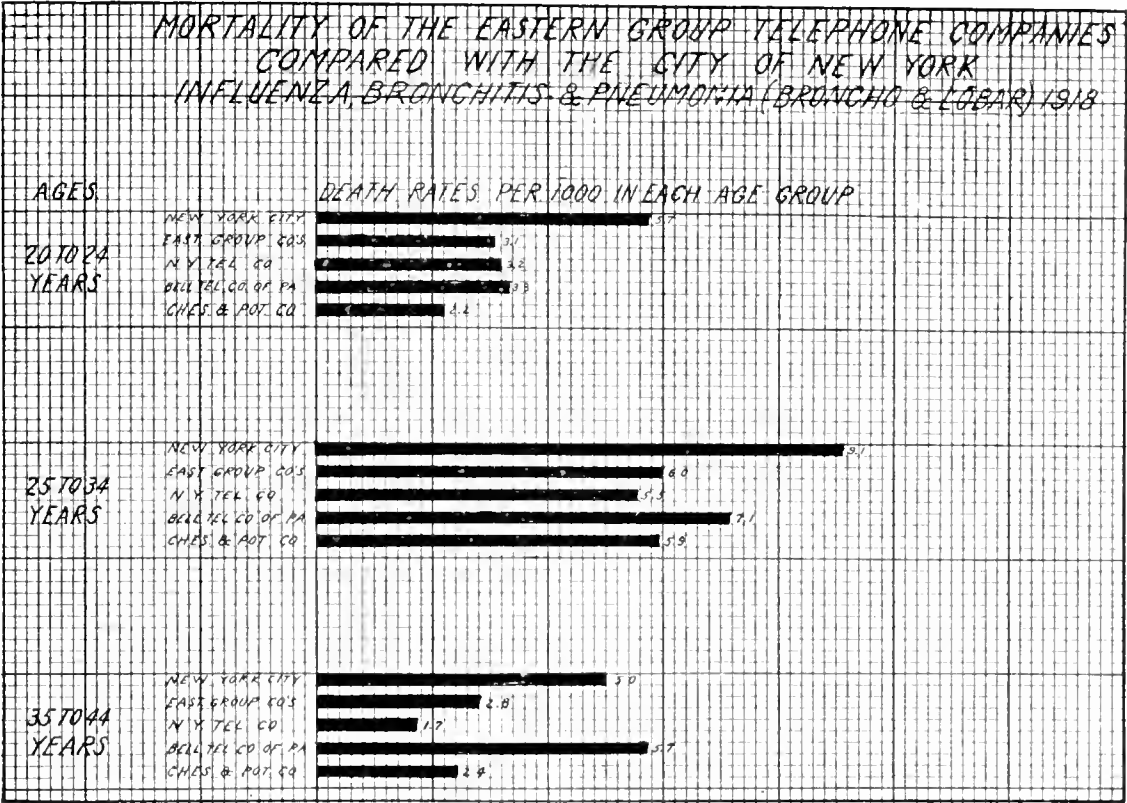 MORTALITY OF THE EASTERN GROUP TELEPHONE COMPANIES
COMPARED WITH THE CITY OF NEW YORK
INFLUENZA, BRONCHITIS & PNEUMONIA (BRONCHO & LOBAR) 1918
AGES DEATH RATES PER 1000 IN EACH AGE GROUP
20 TO 24
YEARS
NEW YORK CITY 5.7
EAST GROUP CO'S 3.1
N Y TEL CO 3.2
BELL TEL CO. OF PA 3.3
CHES & POT CO 2.2
25 TO 34
YEARS
NEW YORK CITY 9.1
EAST GROUP CO'S 6.0
N Y TEL CO 5.5
BELL TEL CO OF PA 7.1
CHES & POT CO 5.9
35 TO 44
YEARS
NEW YORK CITY 5.0
EAST GROUP CO'S 2.8
N Y TEL CO 1.7
BELL TEL CO OF PA 5.7
CHES & POT CO 2.4